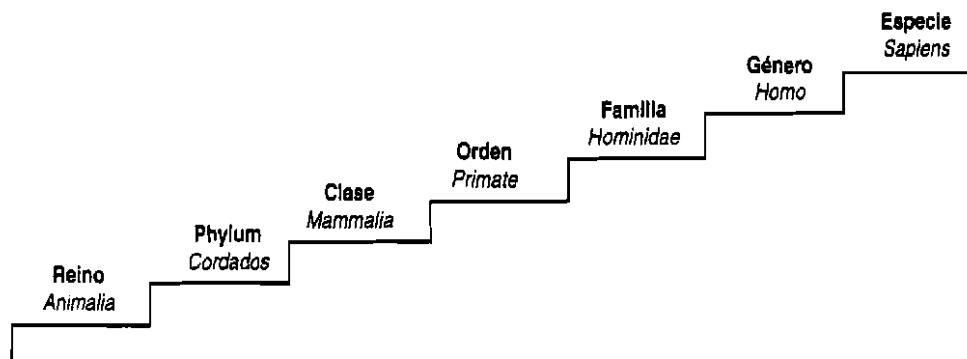 Especie
Sapiens
Género
Homo
Familia
Hominidae
Orden
Primate
Clase
Mammalia
Phylum
Cordados
Reino
Animalia